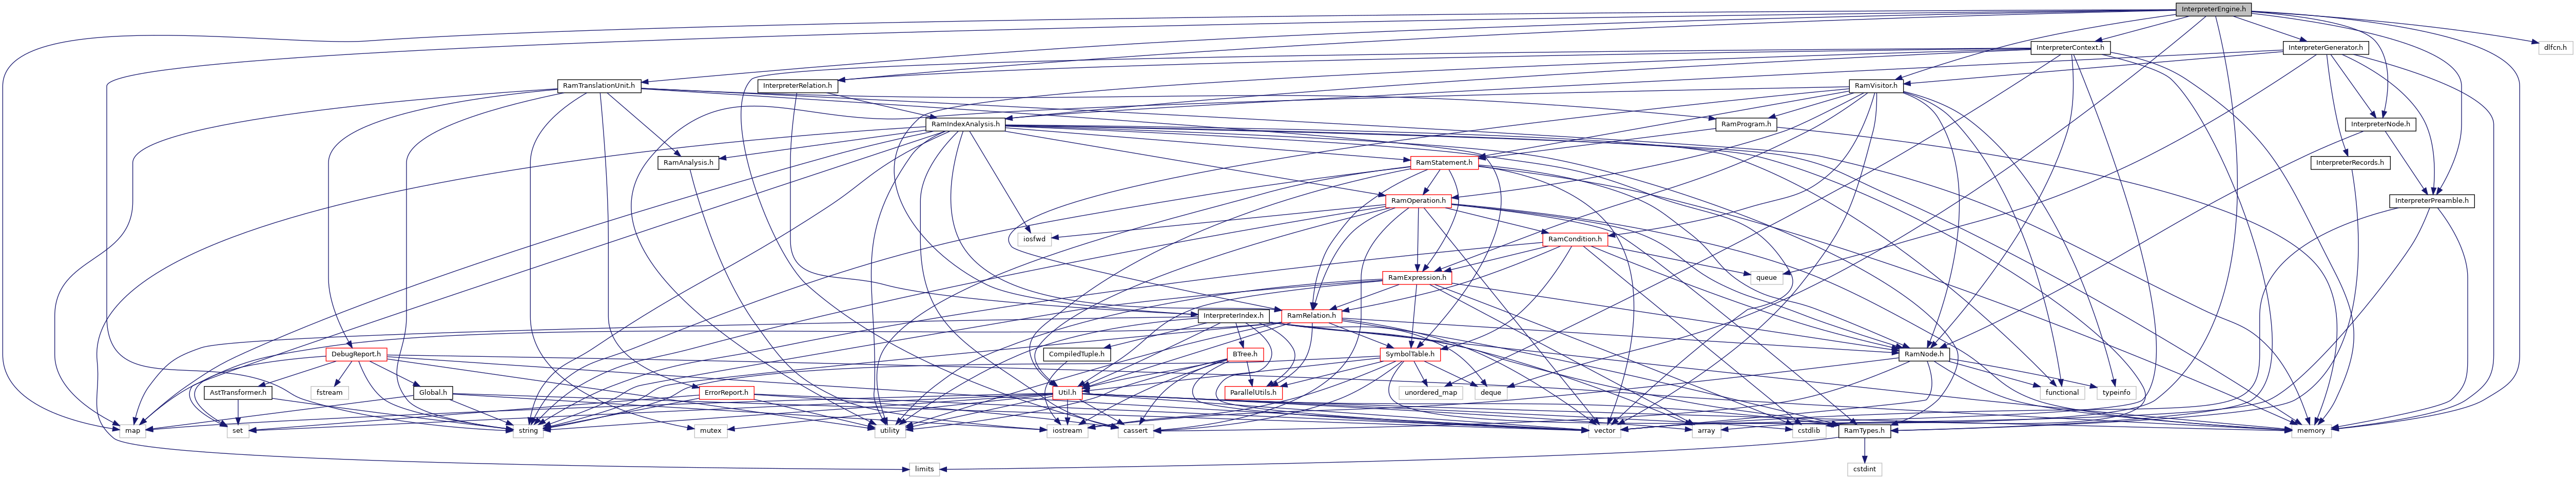 InterpreterEngine.h
InterpreterContext.h
InterpreterGenerator.h
dlfcn.h
RamTranslationUnit.h
InterpreterRelation.h
RamVisitor.h
RamIndexAnalysis.h
RamProgram.h
InterpreterNode.h
RamAnalysis.h
RamStatement.h
InterpreterRecords.h
RamOperation.h
InterpreterPreamble.h
iosfwd
RamCondition.h
RamExpression.h
queue
InterpreterIndex.h
RamRelation.h
DebugReport.h
CompiledTuple.h
BTree.h
SymbolTable.h
RamNode.h
AstTransformer.h
fstream
Global.h
ErrorReport.h
Util.h
ParallelUtils.h
unordered_map
deque
functional
typeinfo
map
set
string
mutex
utility
iostream
cassert
vector
array
cstdlib
RamTypes.h
memory
limits
cstdint